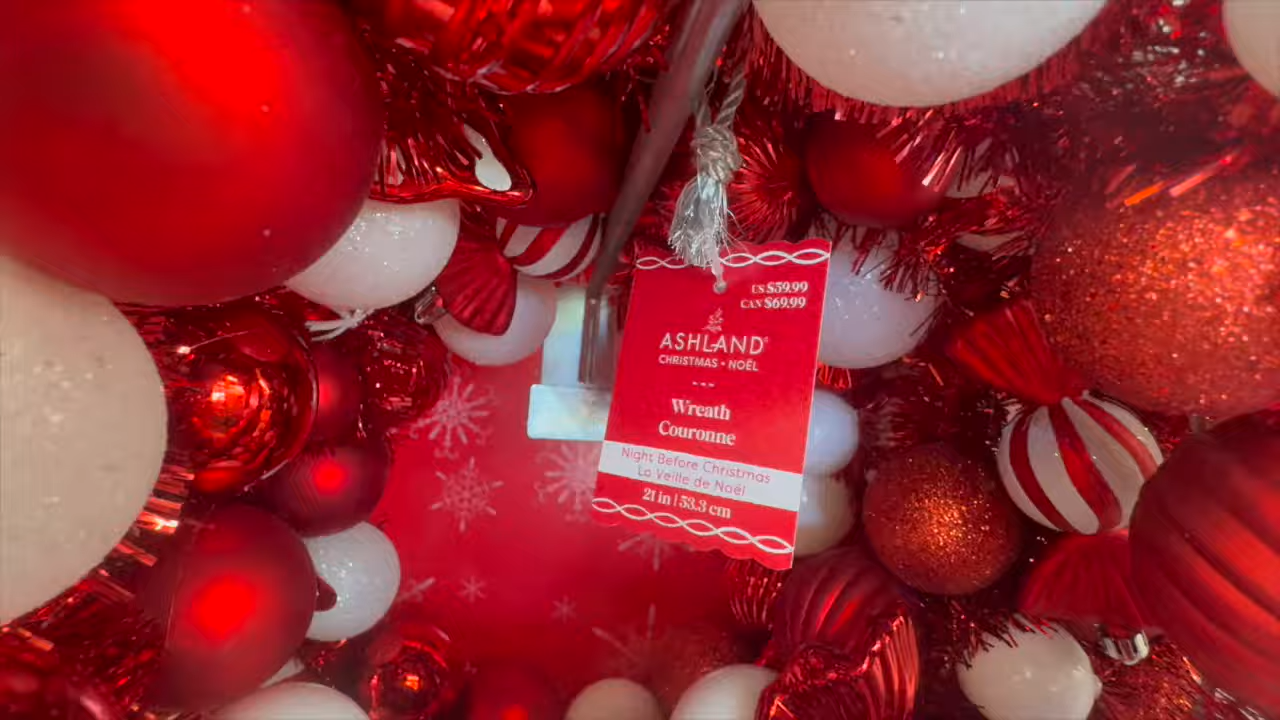 US $59.99
CAN $69.99
ASHLAND®
CHRISTMAS • NOËL
Wreath
Couronne
Night Before Christmas
La Veille de Noël
21 in | 53.3 cm